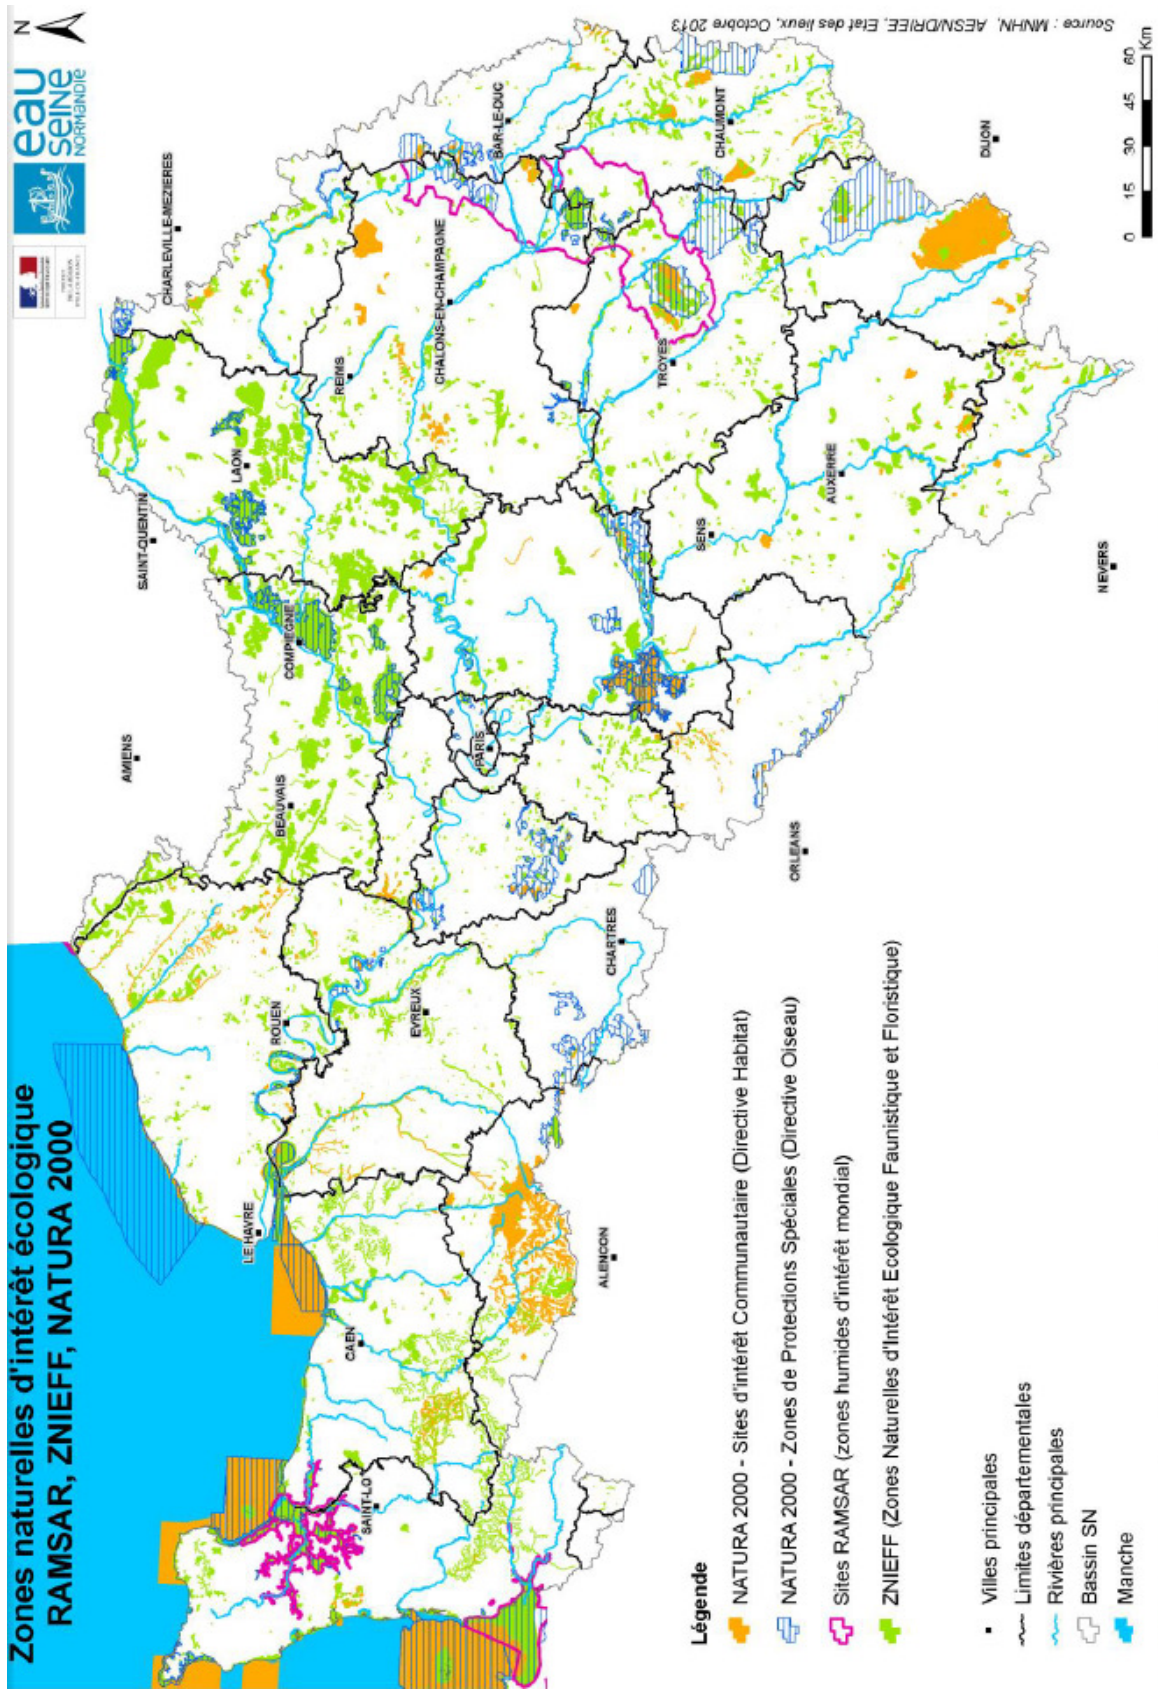 Zones naturelles d'intérêt écologique
RAMSAR, ZNIEFF, NATURA 2000
eau
seine
NORMANDIE
N
CHARLEVILLE-MEZIERES
SAINT-QUENTIN
AMIENS
LAON
COMPIEGNE
BEAUVAIS
REIMS
CHALONS-EN-CHAMPAGNE
BAR-LE-DUC
ROUEN
LE HAVRE
EVREUX
CAEN
SAINT-LO
PARIS
TROYES
CHAUMONT
SENS
AUXERRE
CHARTRES
ALENCON
ORLEANS
NEVERS
DIJON
Légende
NATURA 2000 - Sites d'intérêt Communautaire (Directive Habitat)
NATURA 2000 - Zones de Protections Spéciales (Directive Oiseau)
Sites RAMSAR (zones humides d'intérêt mondial)
ZNIEFF (Zones Naturelles d'Intérêt Ecologique Faunistique et Floristique)
Villes principales
Limites départementales
Rivières principales
Bassin SN
Manche
0 15 30 45 60 Km
Source : MNHN, AESN/DRIEE, Etat des lieux, Octobre 2013